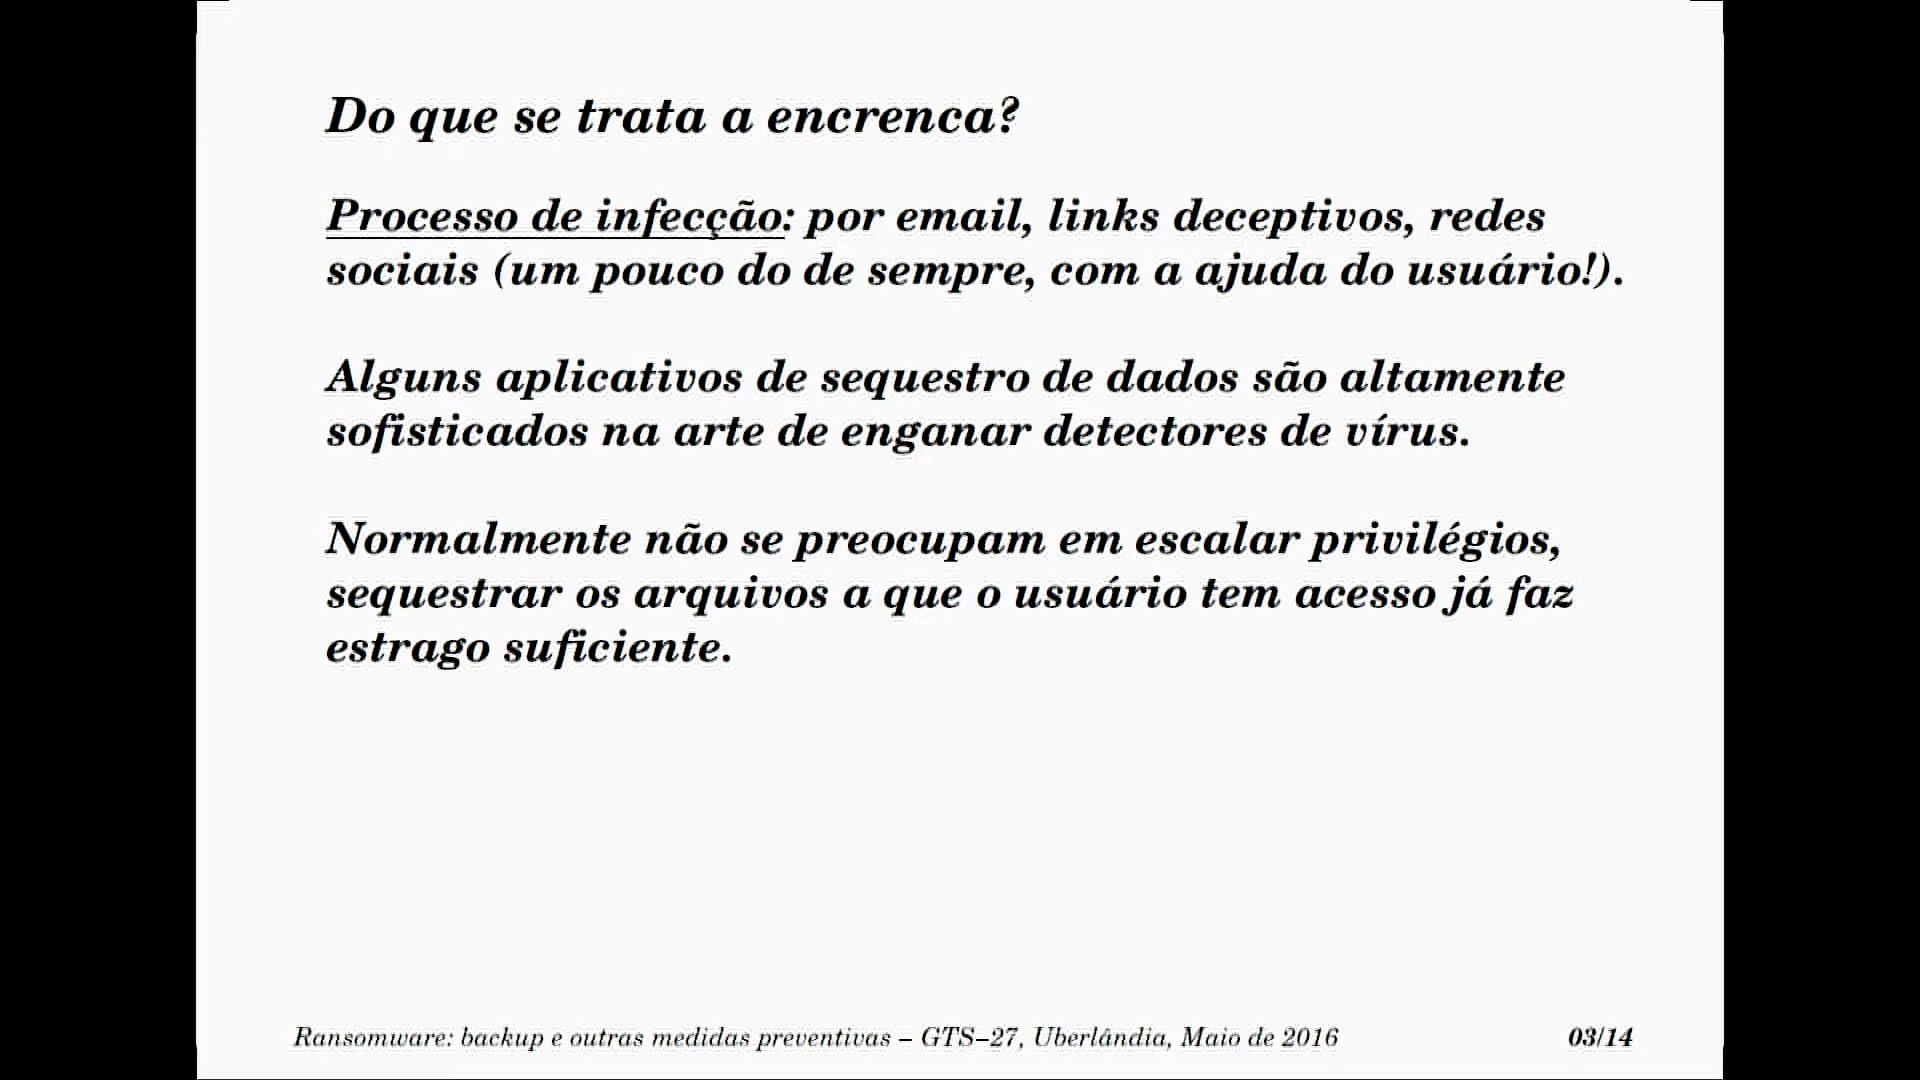 Do que se trata a encrenca?
Processo de infecção: por email, links deceptivos, redes
sociais (um pouco do de sempre, com a ajuda do usuário!).
Alguns aplicativos de sequestro de dados são altamente
sofisticados na arte de enganar detectores de vírus.
Normalmente não se preocupam em escalar privilégios,
sequestrar os arquivos a que o usuário tem acesso já faz
estrago suficiente.
Ransomware: backup e outras medidas preventivas – GTS–27, Uberlândia, Maio de 2016
03/14